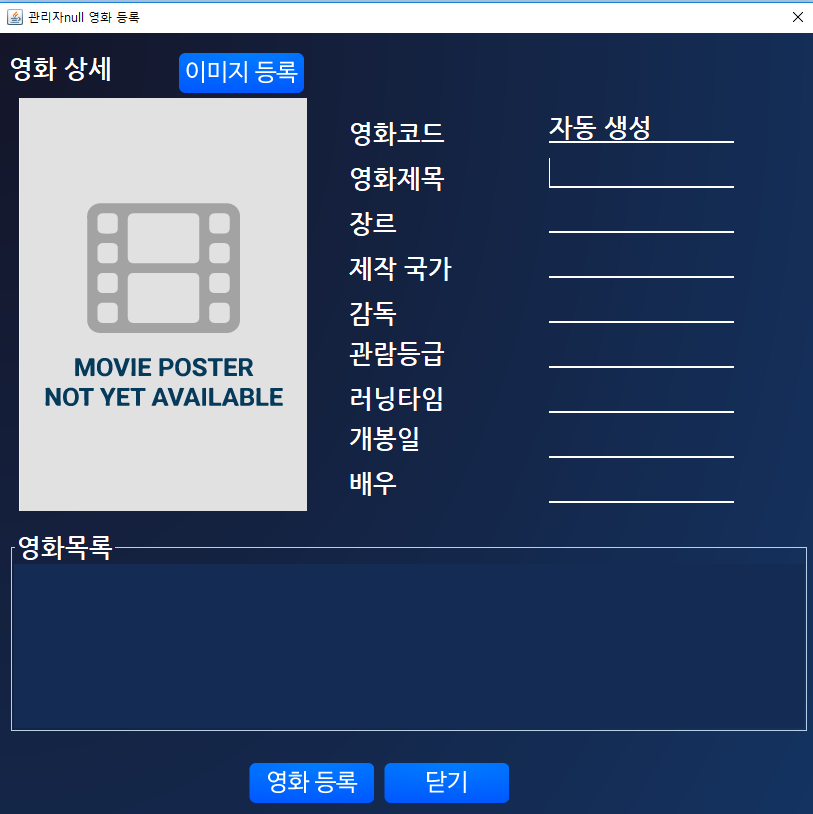 관리자null 영화 등록
영화 상세
이미지 등록
MOVIE POSTER
NOT YET AVAILABLE
영화코드
자동 생성
영화제목
장르
제작 국가
감독
관람등급
러닝타임
개봉일
배우
영화목록
영화 등록
닫기